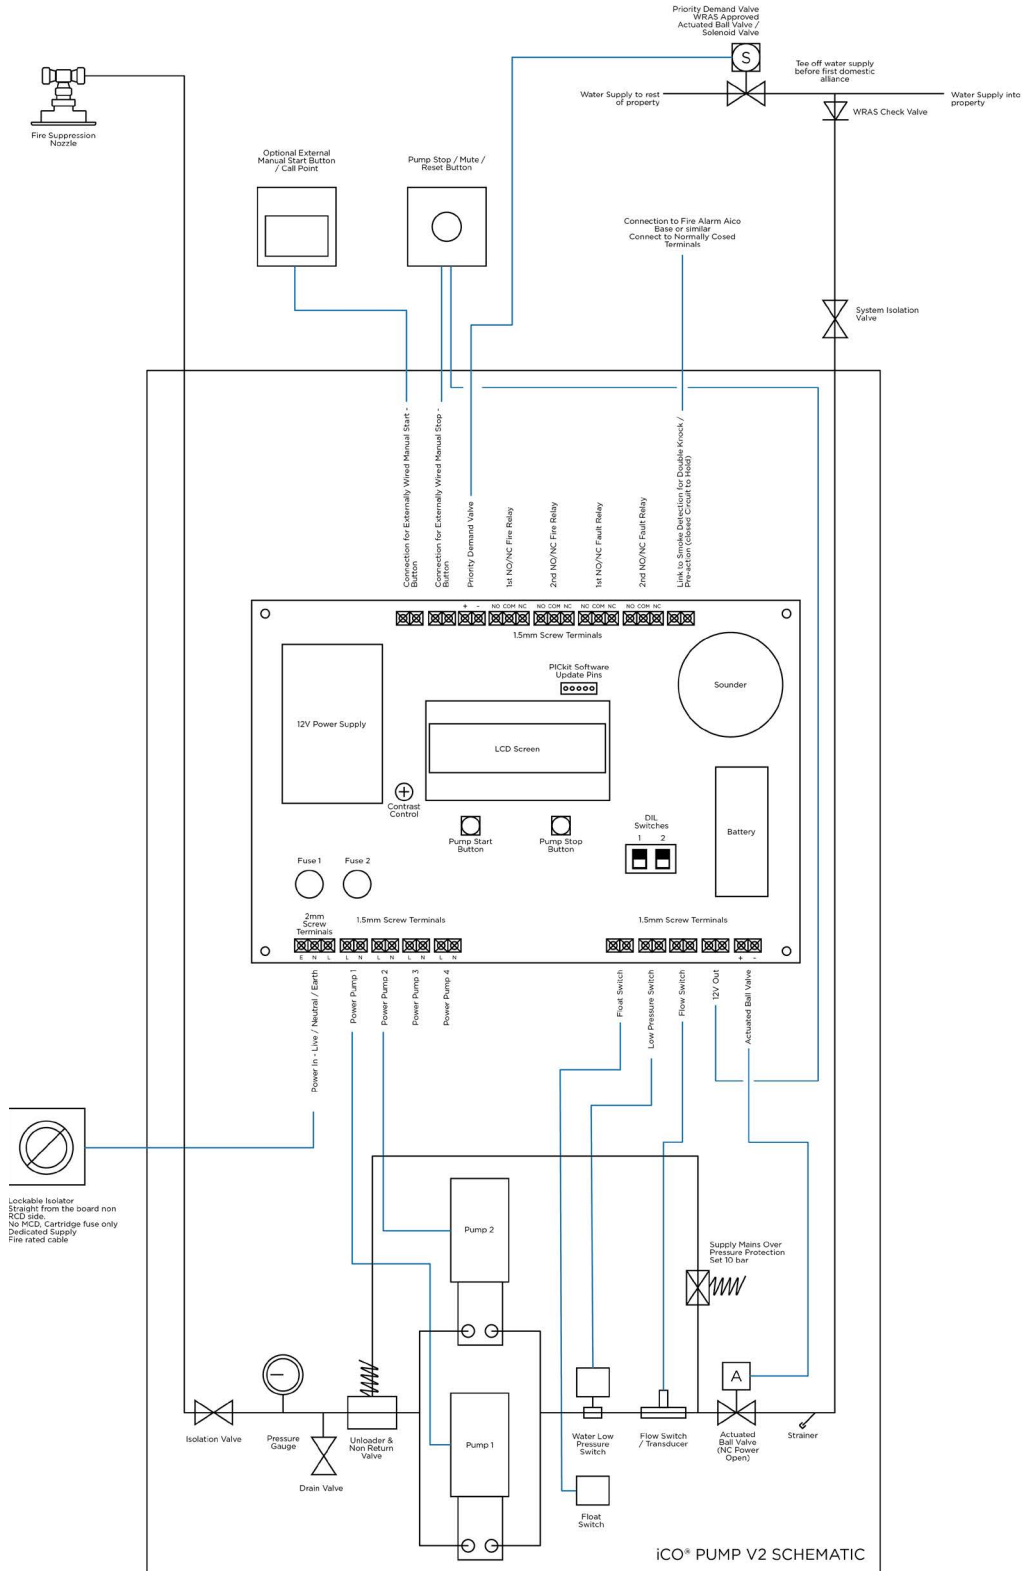 Priority Demand Valve
WRAS Approved
Actuated Ball Valve /
Solenoid Valve
S
Tee off water supply
before first domestic
alliance
Water Supply to rest
of property
Water Supply into
property
WRAS Check Valve
Fire Suppression
Nozzle
Optional External
Manual Start Button
/ Call Point
Pump Stop / Mute /
Reset Button
Connection to Fire Alarm Aico
Base or similar
Connect to Normally Cosed
Terminals
System Isolation
Valve
Connection for Externally Wired Manual Start -
Button
Connection for Externally Wired Manual Stop -
Button
Priority Demand Valve
1st NO/NC Fire Relay
2nd NO/NC Fire Relay
1st NO/NC Fault Relay
2nd NO/NC Fault Relay
Link to Smoke Detection for Double Knock /
Pre-action (closed Circuit to Hold)
+ - NO COM NC NO COM NC NO COM NC NO COM NC
1.5mm Screw Terminals
PICkit Software
Update Pins
Sounder
12V Power Supply
LCD Screen
Contrast
Control
Pump Start
Button
Pump Stop
Button
DIL
Switches
1 2
Battery
Fuse 1
Fuse 2
2mm
Screw
Terminals
1.5mm Screw Terminals
1.5mm Screw Terminals
E N L L N L N L N L N
+ -
Power In - Live / Neutral / Earth
Power Pump 1
Power Pump 2
Power Pump 3
Power Pump 4
Float Switch
Low Pressure Switch
Flow Switch
12V Out
Actuated Ball Valve
Lockable Isolator
Straight from the board non
RCD side.
No MCD, Cartridge fuse only
Dedicated Supply
Fire rated cable
Pump 2
Supply Mains Over
Pressure Protection
Set 10 bar
A
Pump 1
Isolation Valve
Pressure
Gauge
Drain Valve
Unloader &
Non Return
Valve
Water Low
Pressure
Switch
Flow Switch
/ Transducer
Actuated
Ball Valve
(NC Power
Open)
Strainer
Float
Switch
iCO® PUMP V2 SCHEMATIC